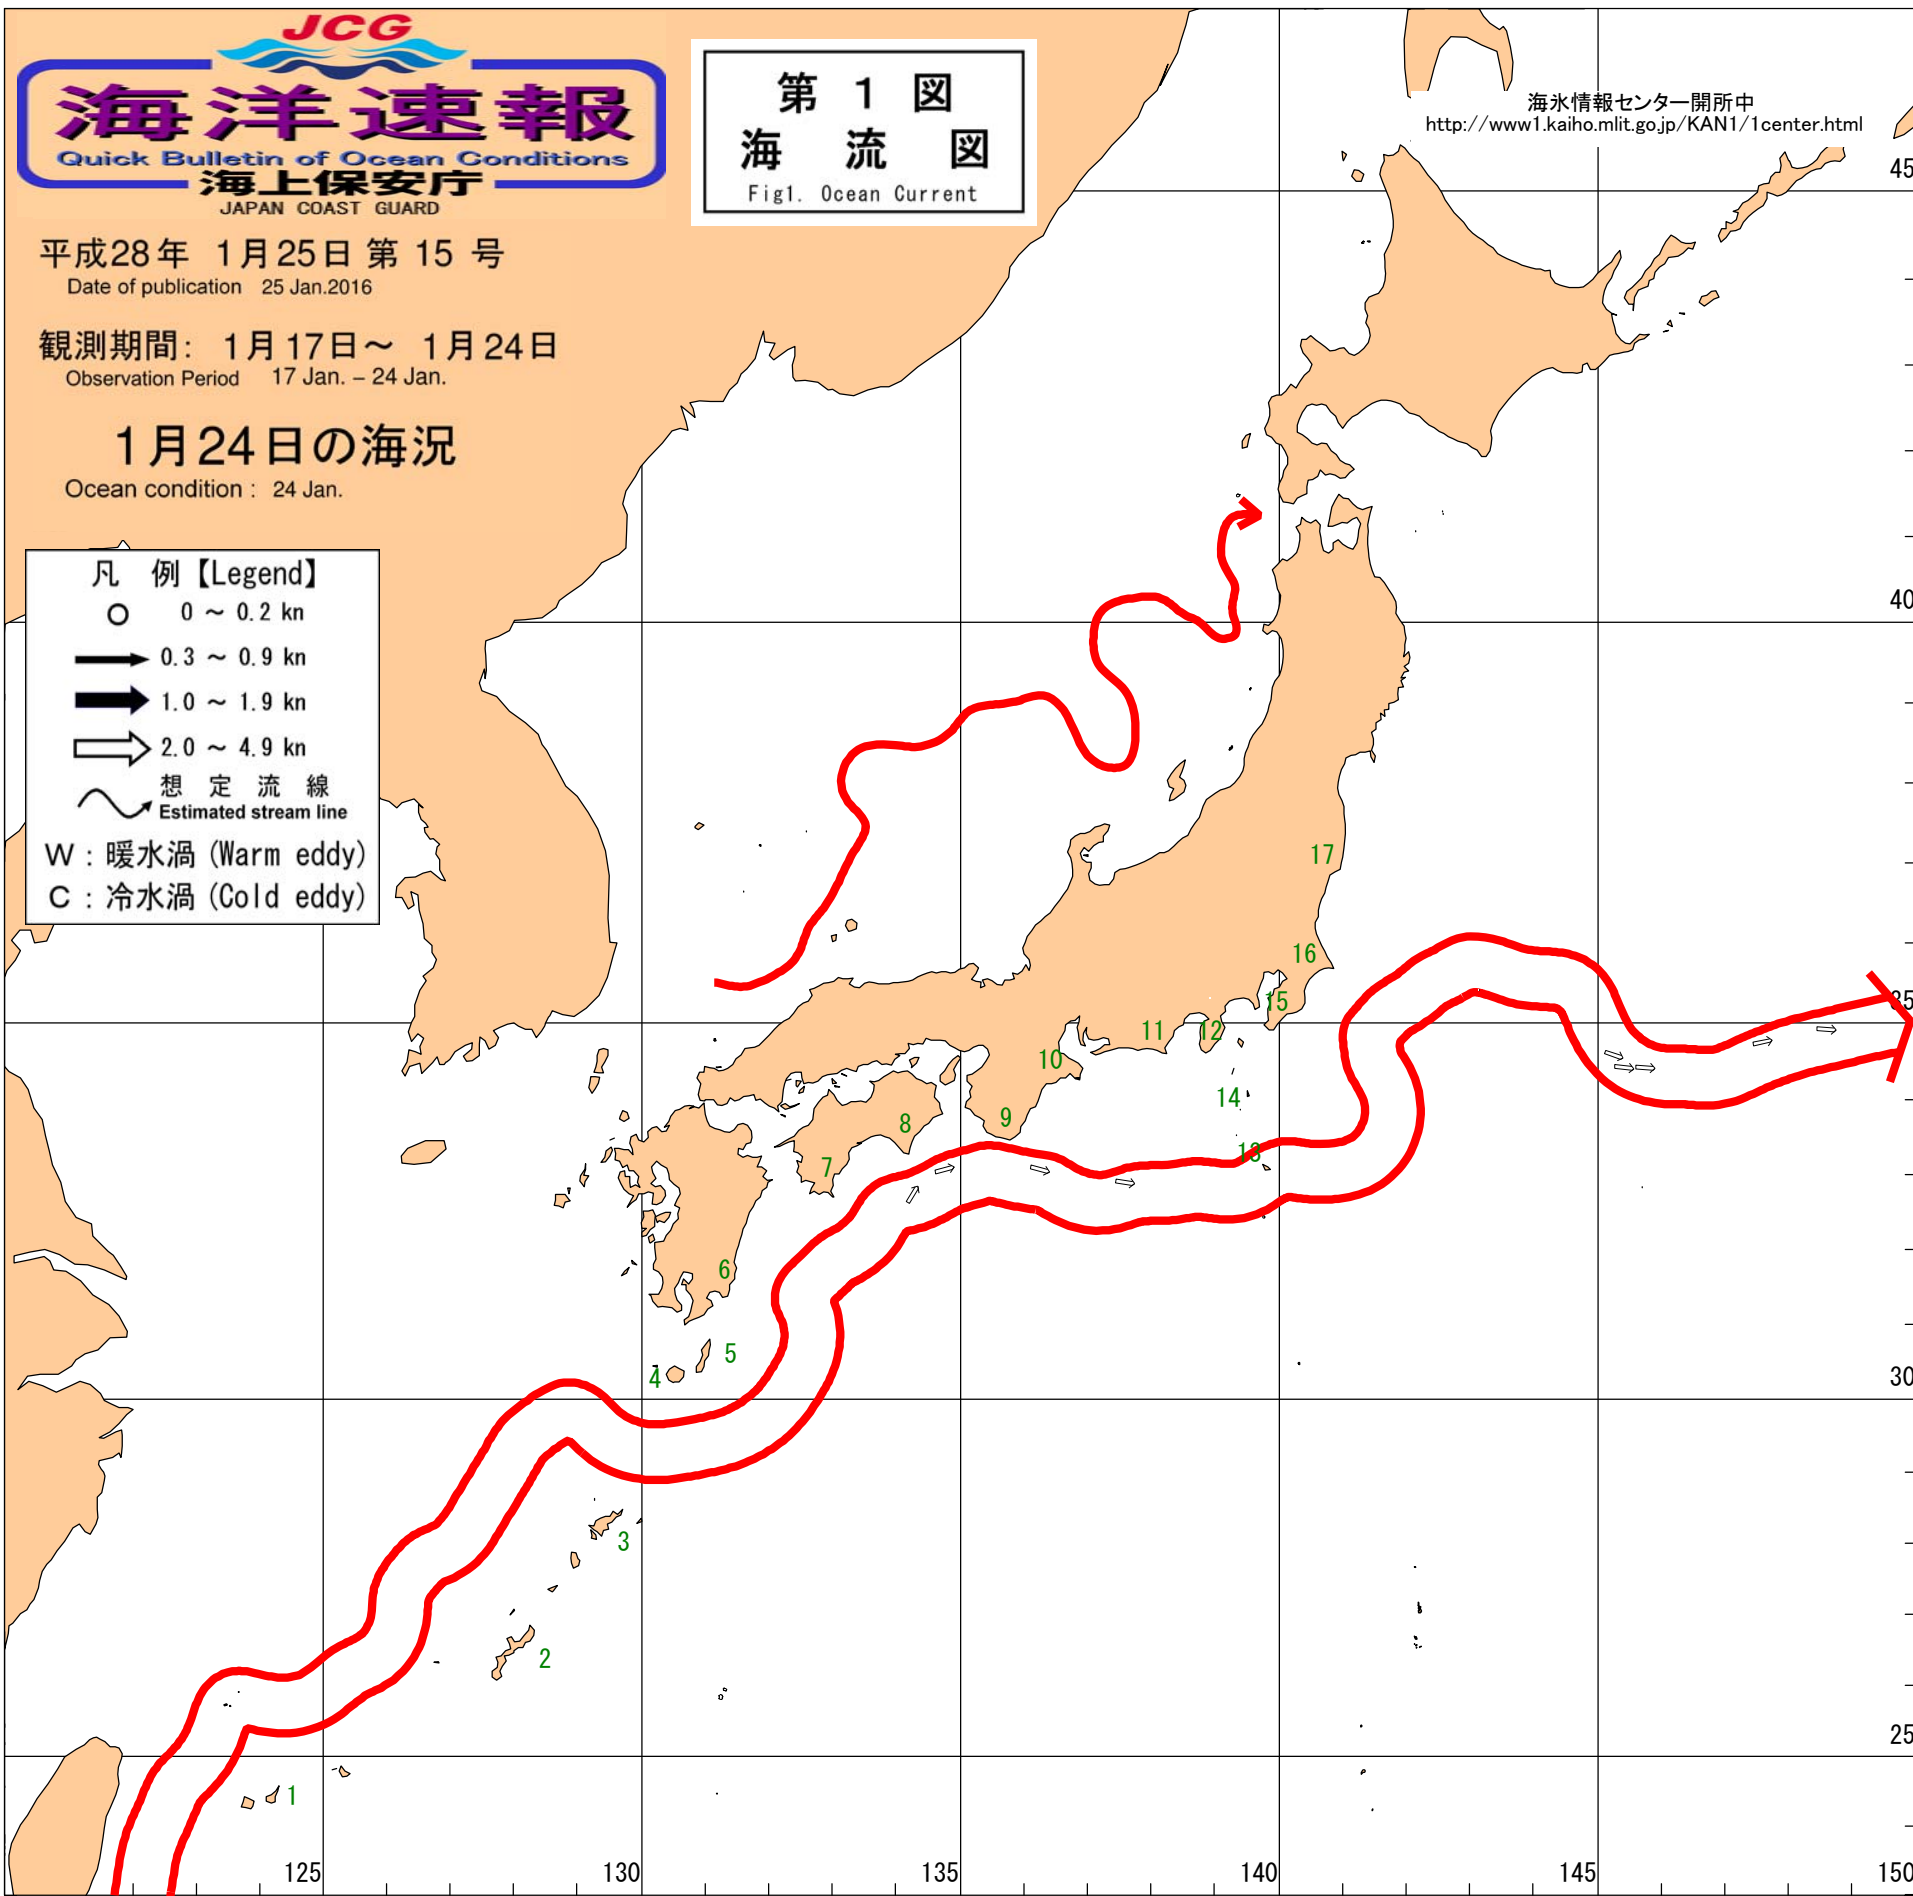 JCG
海洋速報
Quick Bulletin of Ocean Conditions
海上保安庁
JAPAN COAST GUARD
平成28年 1月25日 第 15 号
Date of publication 25 Jan.2016
観測期間: 1月17日～ 1月24日
Observation Period 17 Jan. – 24 Jan.
1月24日の海況
Ocean condition : 24 Jan.
第 1 図
海 流 図
Fig1. Ocean Current
海氷情報センター開所中
http://www1.kaiho.mlit.go.jp/KAN1/1center.html
凡 例【Legend】
0 ～ 0.2 kn
0.3 ～ 0.9 kn
1.0 ～ 1.9 kn
2.0 ～ 4.9 kn
想 定 流 線
Estimated stream line
W : 暖水渦 (Warm eddy)
C : 冷水渦 (Cold eddy)
45
40
35
30
25
17
16
15
12
11
10
14
13
9
8
7
6
5
4
3
2
1
125
130
135
140
145
150